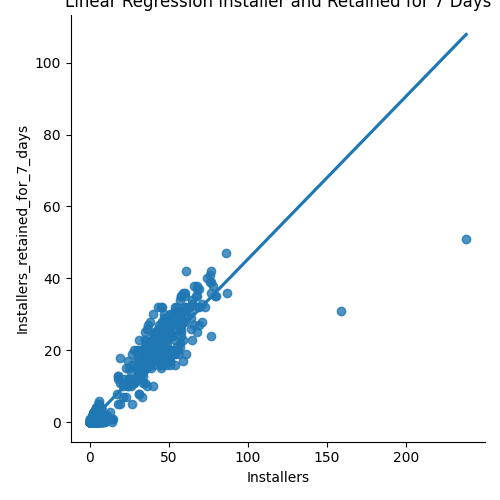 Linear Regression Installer and Retained for 7 Days
100
80
60
40
20
0
Installers_retained_for_7_days
0 50 100 150 200
Installers